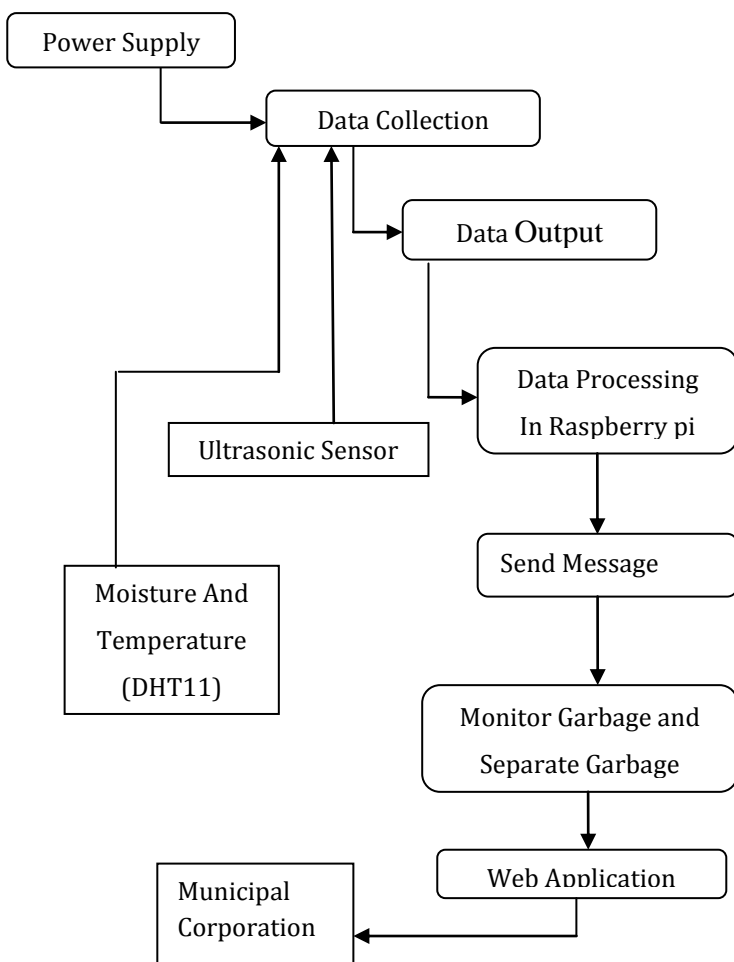 Power Supply
Data Collection
Data Output
Data Processing
In Raspberry pi
Ultrasonic Sensor
Send Message
Moisture And
Temperature
(DHT11)
Monitor Garbage and
Separate Garbage
Web Application
Municipal
Corporation